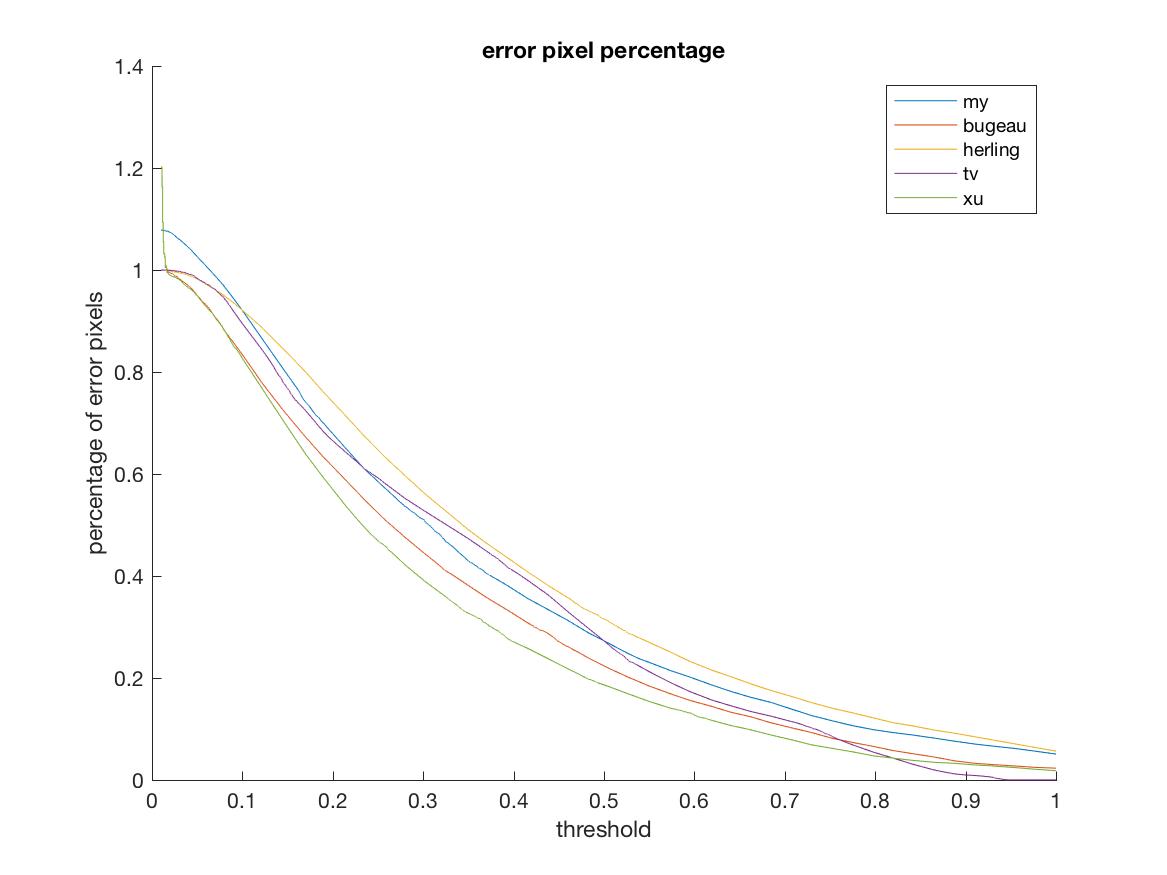 error pixel percentage
1.4
1.2
1
0.8
0.6
0.4
0.2
0
percentage of error pixels
my
bugeau
herling
tv
xu
0 0.1 0.2 0.3 0.4 0.5 0.6 0.7 0.8 0.9 1
threshold